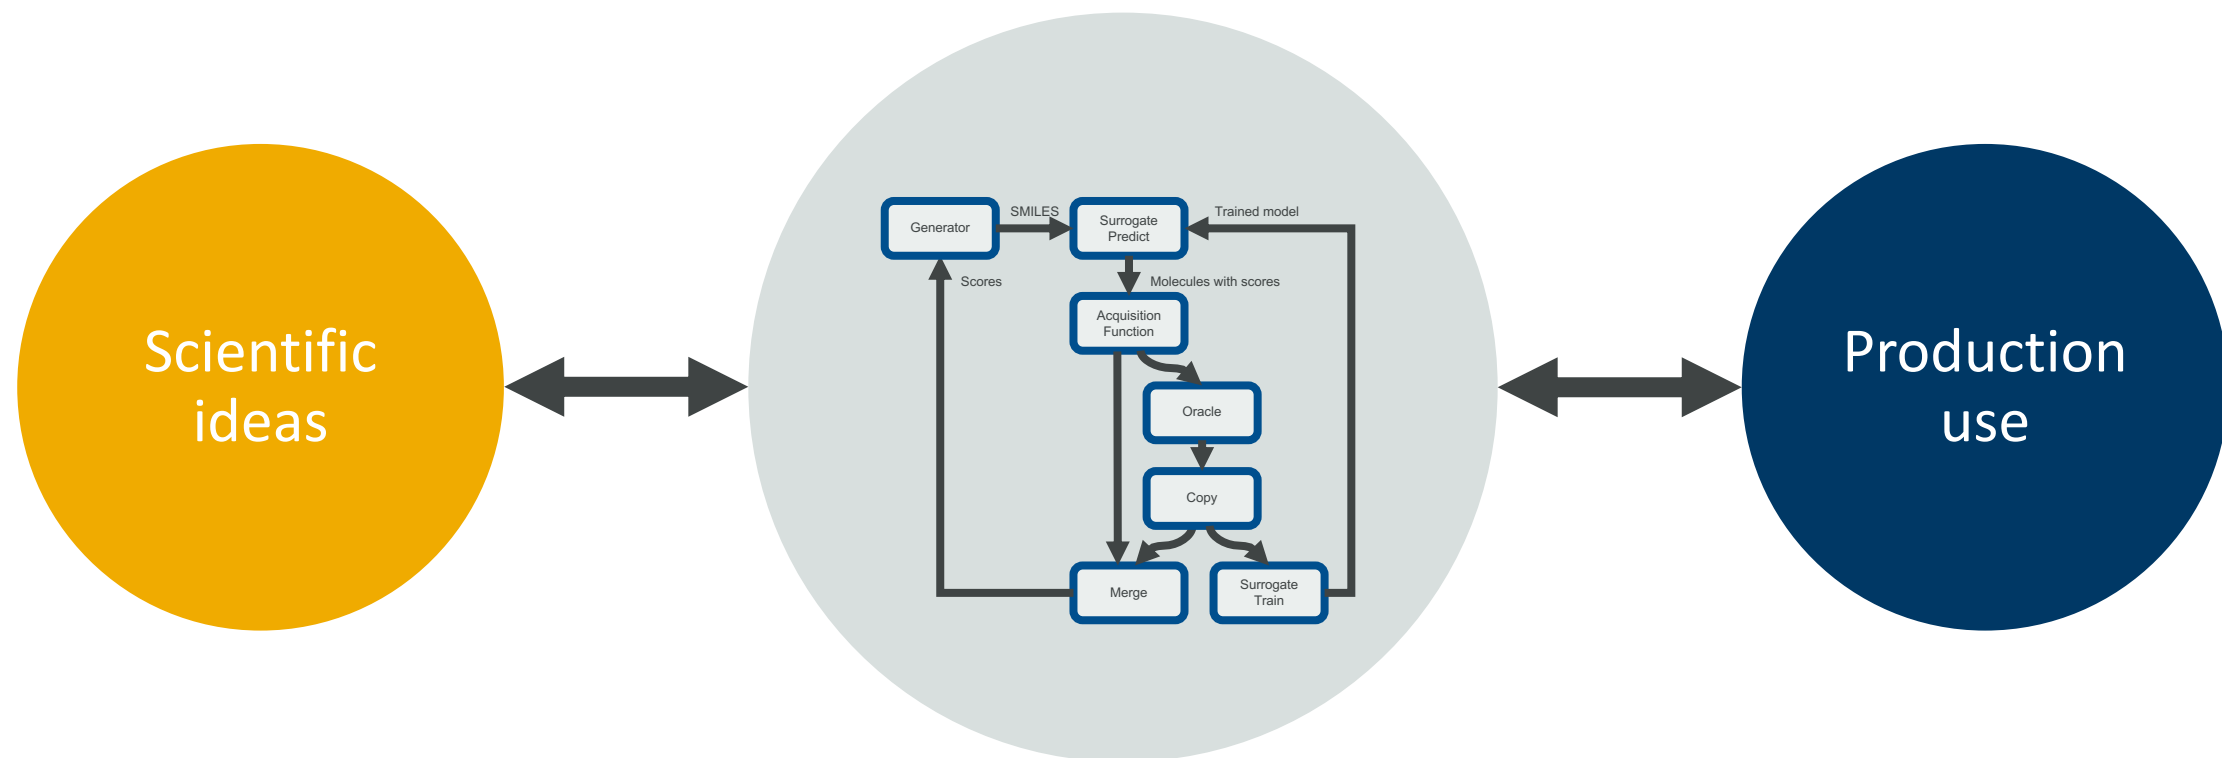 Scientific
ideas
Generator
SMILES
Surrogate
Predict
Trained model
Scores
Molecules with scores
Acquisition
Function
Oracle
Copy
Merge
Surrogate
Train
Production
use